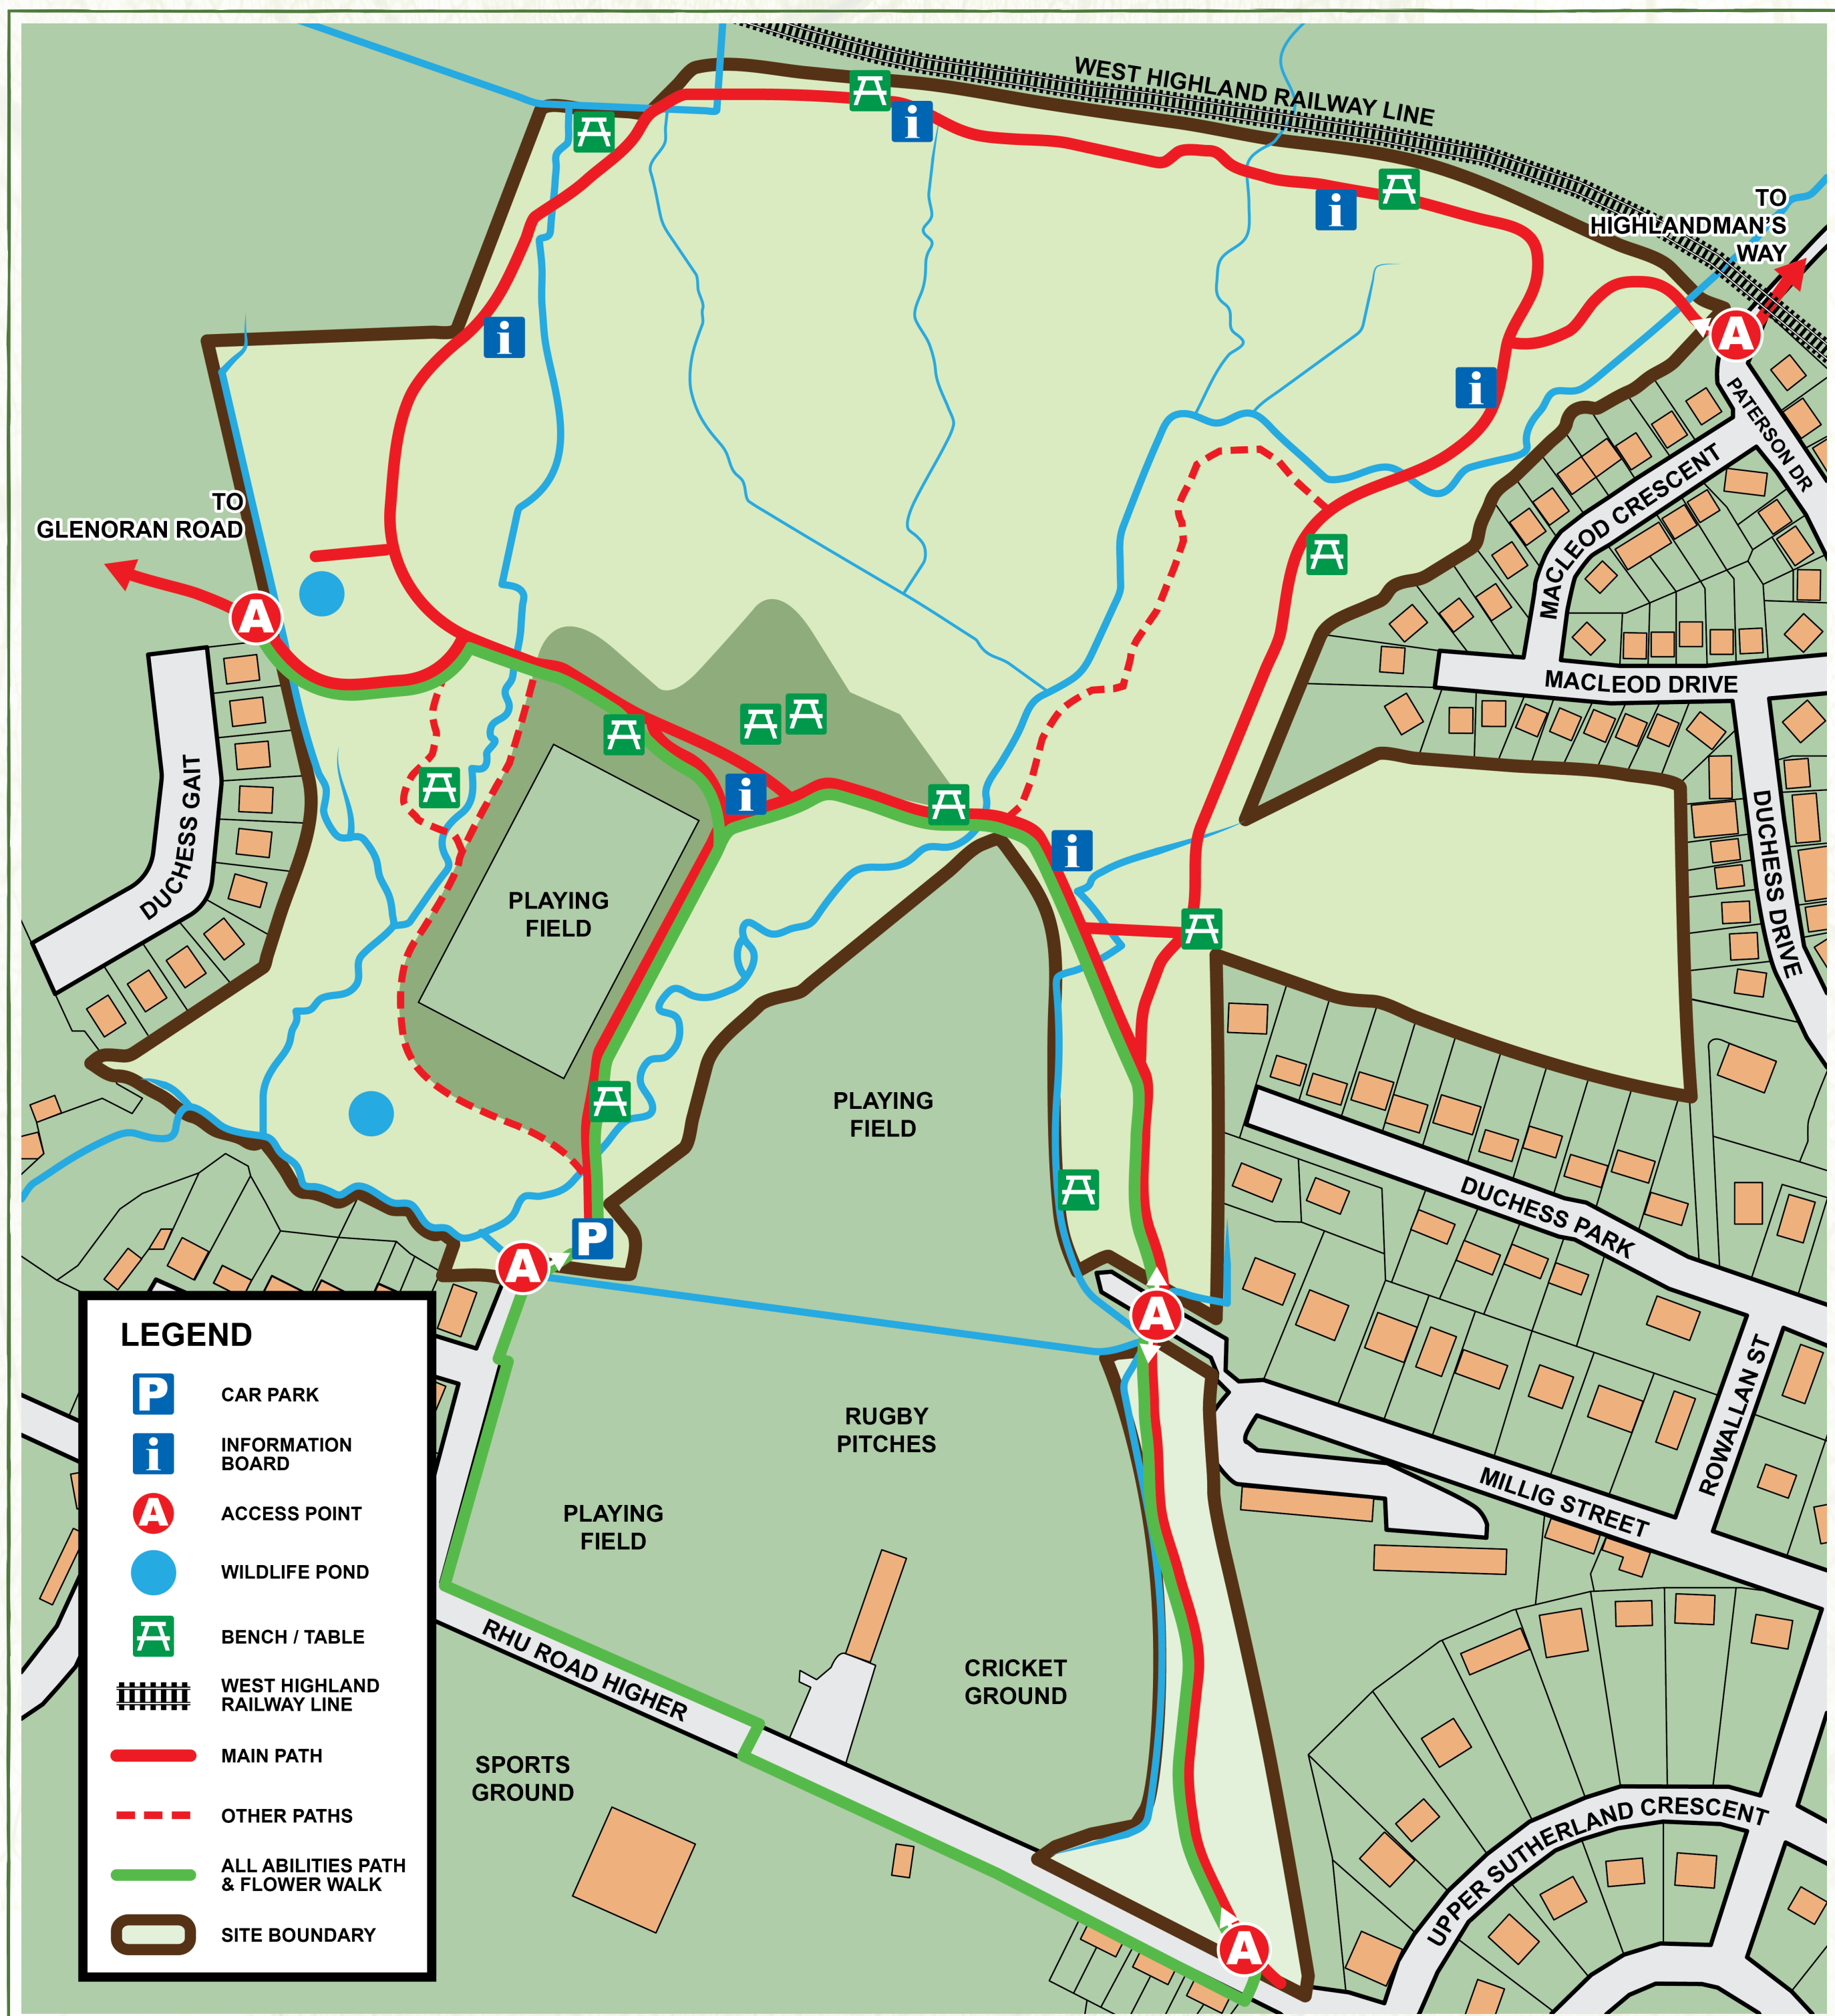 WEST HIGHLAND RAILWAY LINE
TO
HIGHLANDMAN'S
WAY
A
PATERSON DR
MACLEOD CRESCENT
MACLEOD DRIVE
DUCHESS DRIVE
TO
GLENORAN ROAD
A
DUCHESS GAIT
i
i
i
i
i
i
PLAYING
FIELD
PLAYING
FIELD
P
A
A
DUCHESS PARK
ROWALLAN ST
MILLIG STREET
RUGBY
PITCHES
PLAYING
FIELD
CRICKET
GROUND
RHU ROAD HIGHER
SPORTS
GROUND
UPPER SUTHERLAND CRESCENT
A
LEGEND
P CAR PARK
i INFORMATION
BOARD
A ACCESS POINT
WILDLIFE POND
BENCH / TABLE
WEST HIGHLAND
RAILWAY LINE
MAIN PATH
OTHER PATHS
ALL ABILITIES PATH
& FLOWER WALK
SITE BOUNDARY